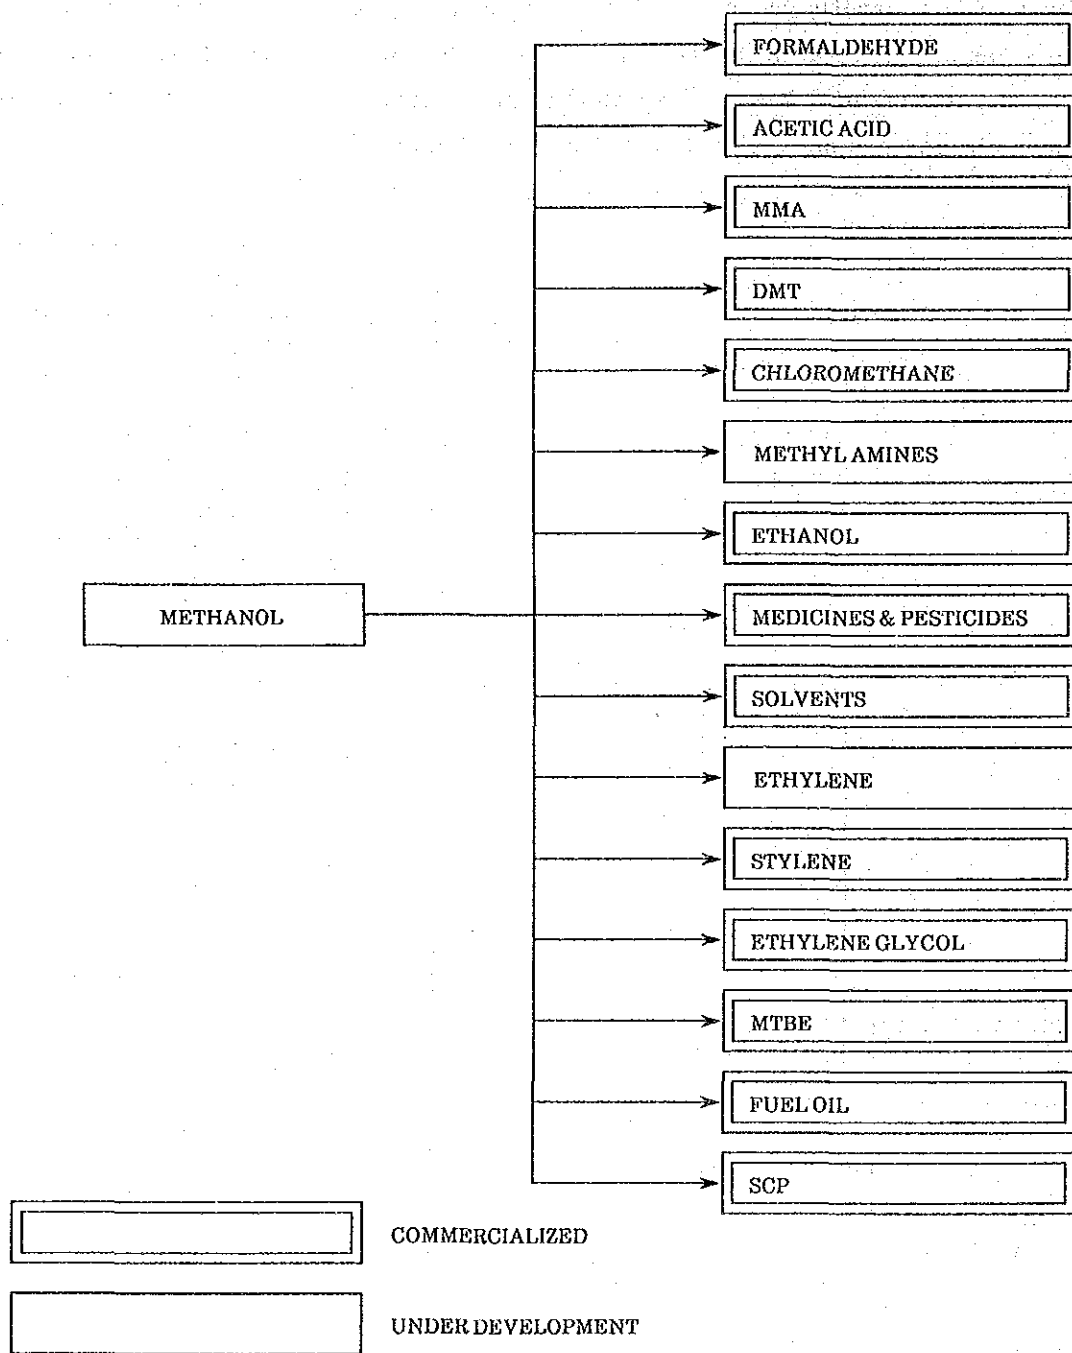 FORMALDEHYDE
ACETIC ACID
MMA
DMT
CHLOROMETHANE
METHYL AMINES
ETHANOL
METHANOL
MEDICINES & PESTICIDES
SOLVENTS
ETHYLENE
STYLENE
ETHYLENE GLYCOL
MTBE
FUEL OIL
SCP
COMMERCIALIZED
UNDER DEVELOPMENT